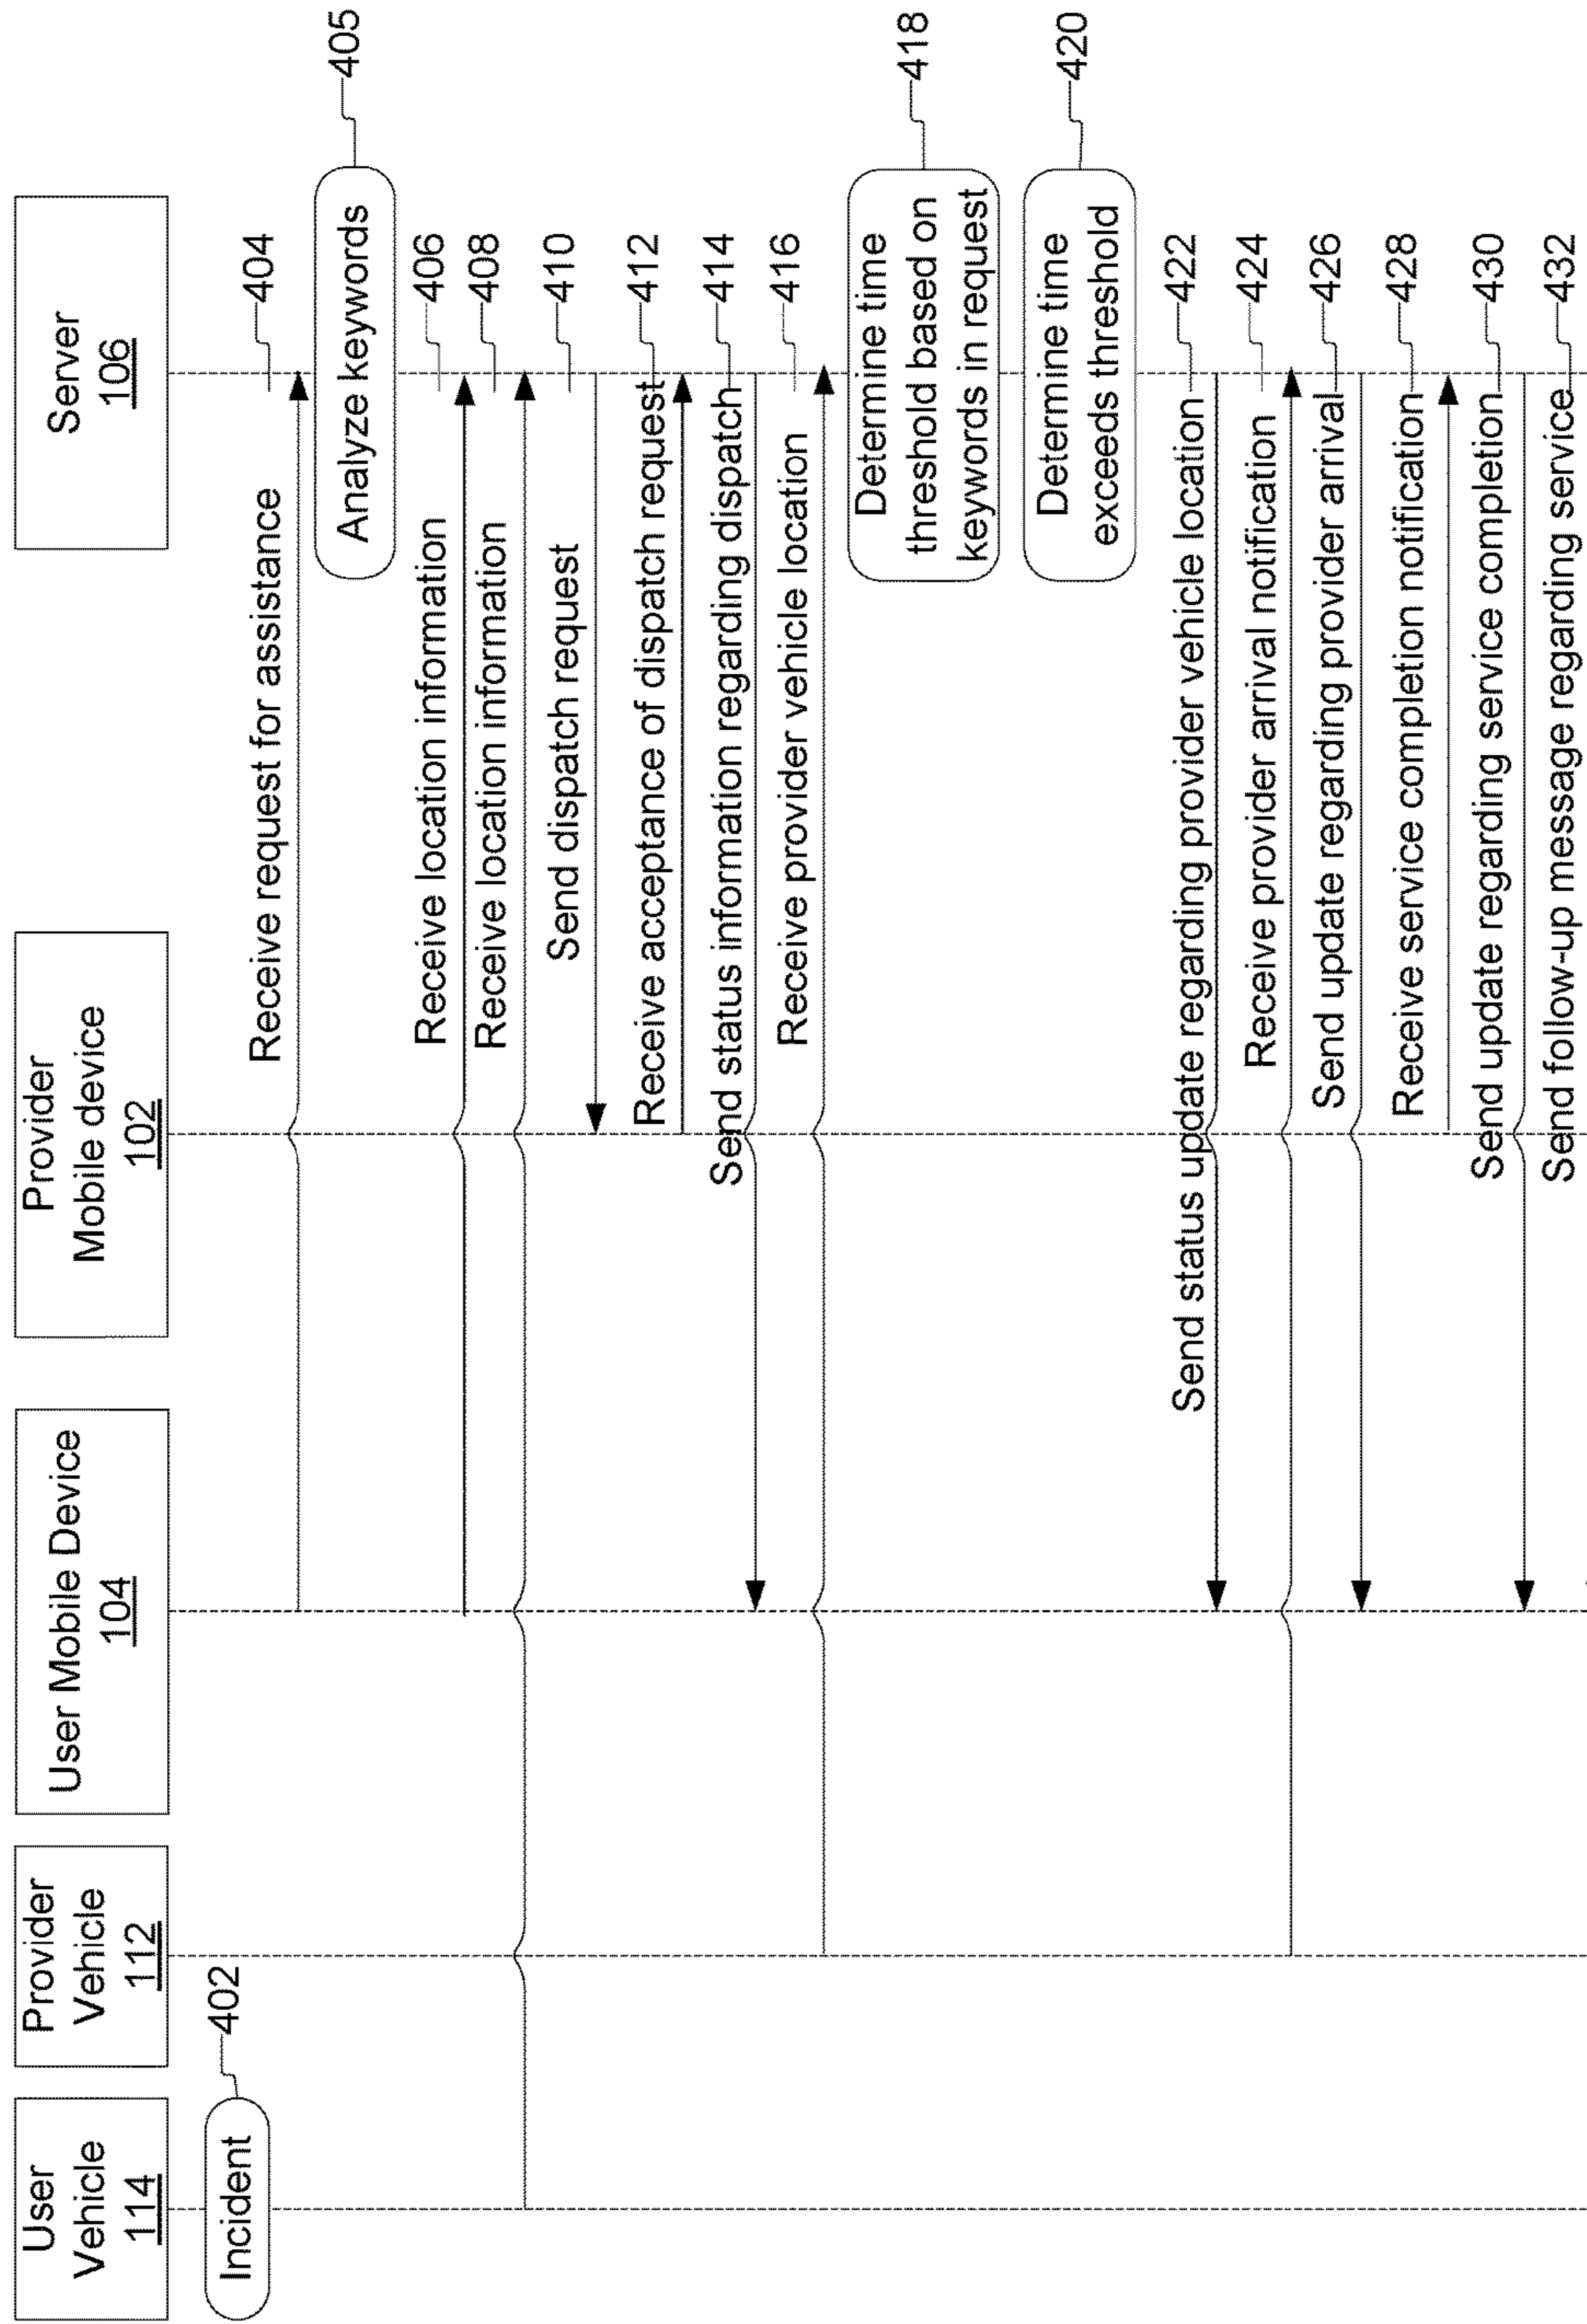 User
Vehicle
114
Provider
Vehicle
112
User Mobile Device
104
Provider
Mobile device
102
Server
106
Incident
402
Receive request for assistance
404
Analyze keywords
405
Receive location information
406
Receive location information
408
Send dispatch request
410
Receive acceptance of dispatch request
412
Send status information regarding dispatch
414
Receive provider vehicle location
416
Determine time
threshold based on
keywords in request
418
Determine time
exceeds threshold
420
Send status update regarding provider vehicle location
422
Receive provider arrival notification
424
Send update regarding provider arrival
426
Receive service completion notification
428
Send update regarding service completion
430
Send follow-up message regarding service
432